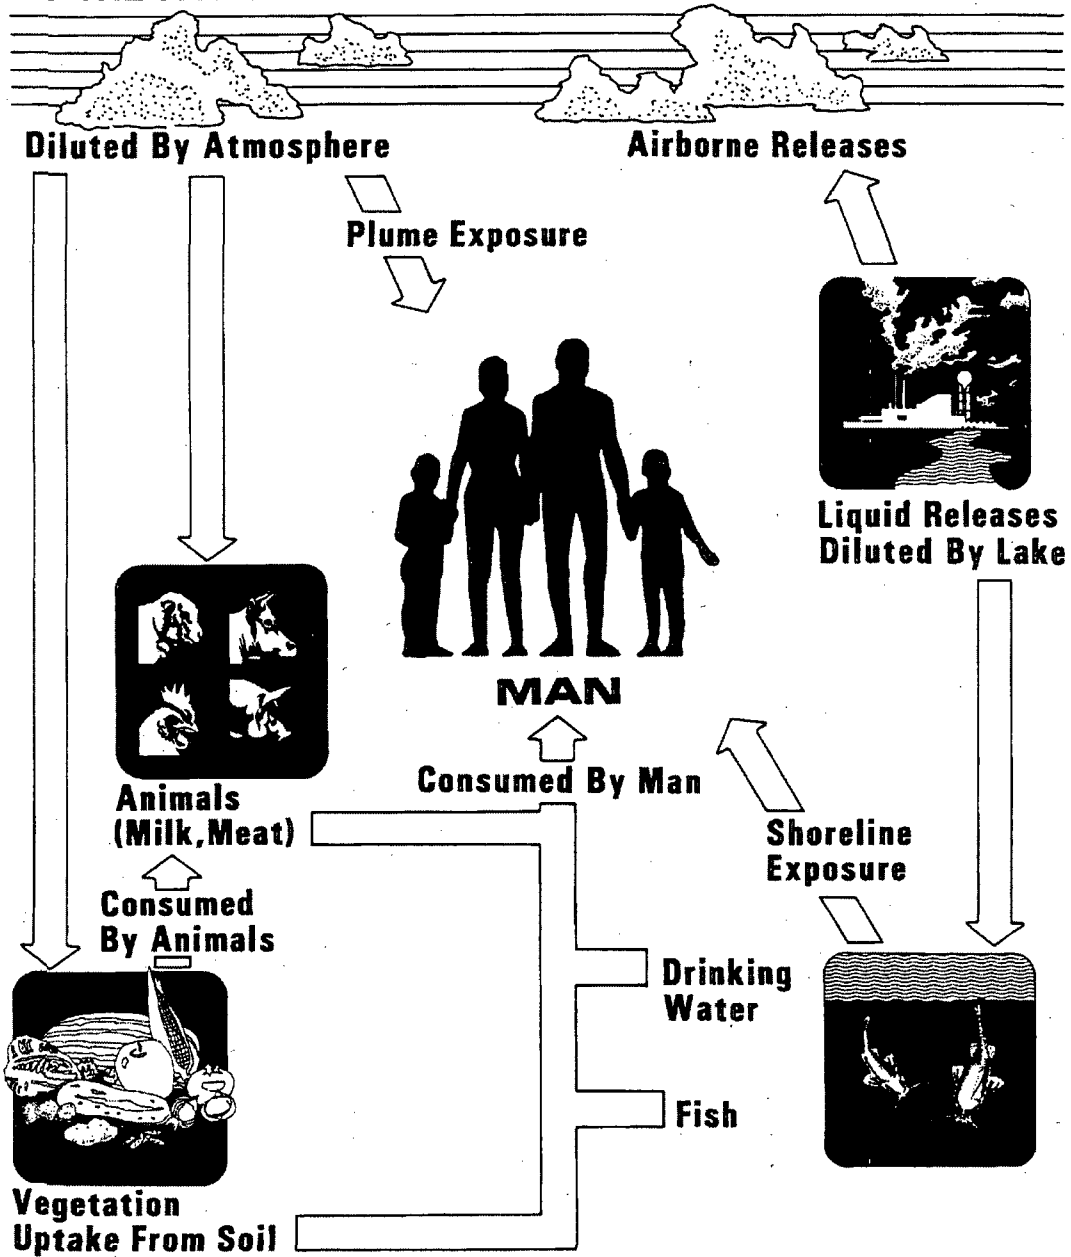 Diluted By Atmosphere
Airborne Releases
Plume Exposure
Liquid Releases
Diluted By Lake
MAN
Consumed By Man
Animals
(Milk,Meat)
Shoreline
Exposure
Consumed
By Animals
Drinking
Water
Fish
Vegetation
Uptake From Soil